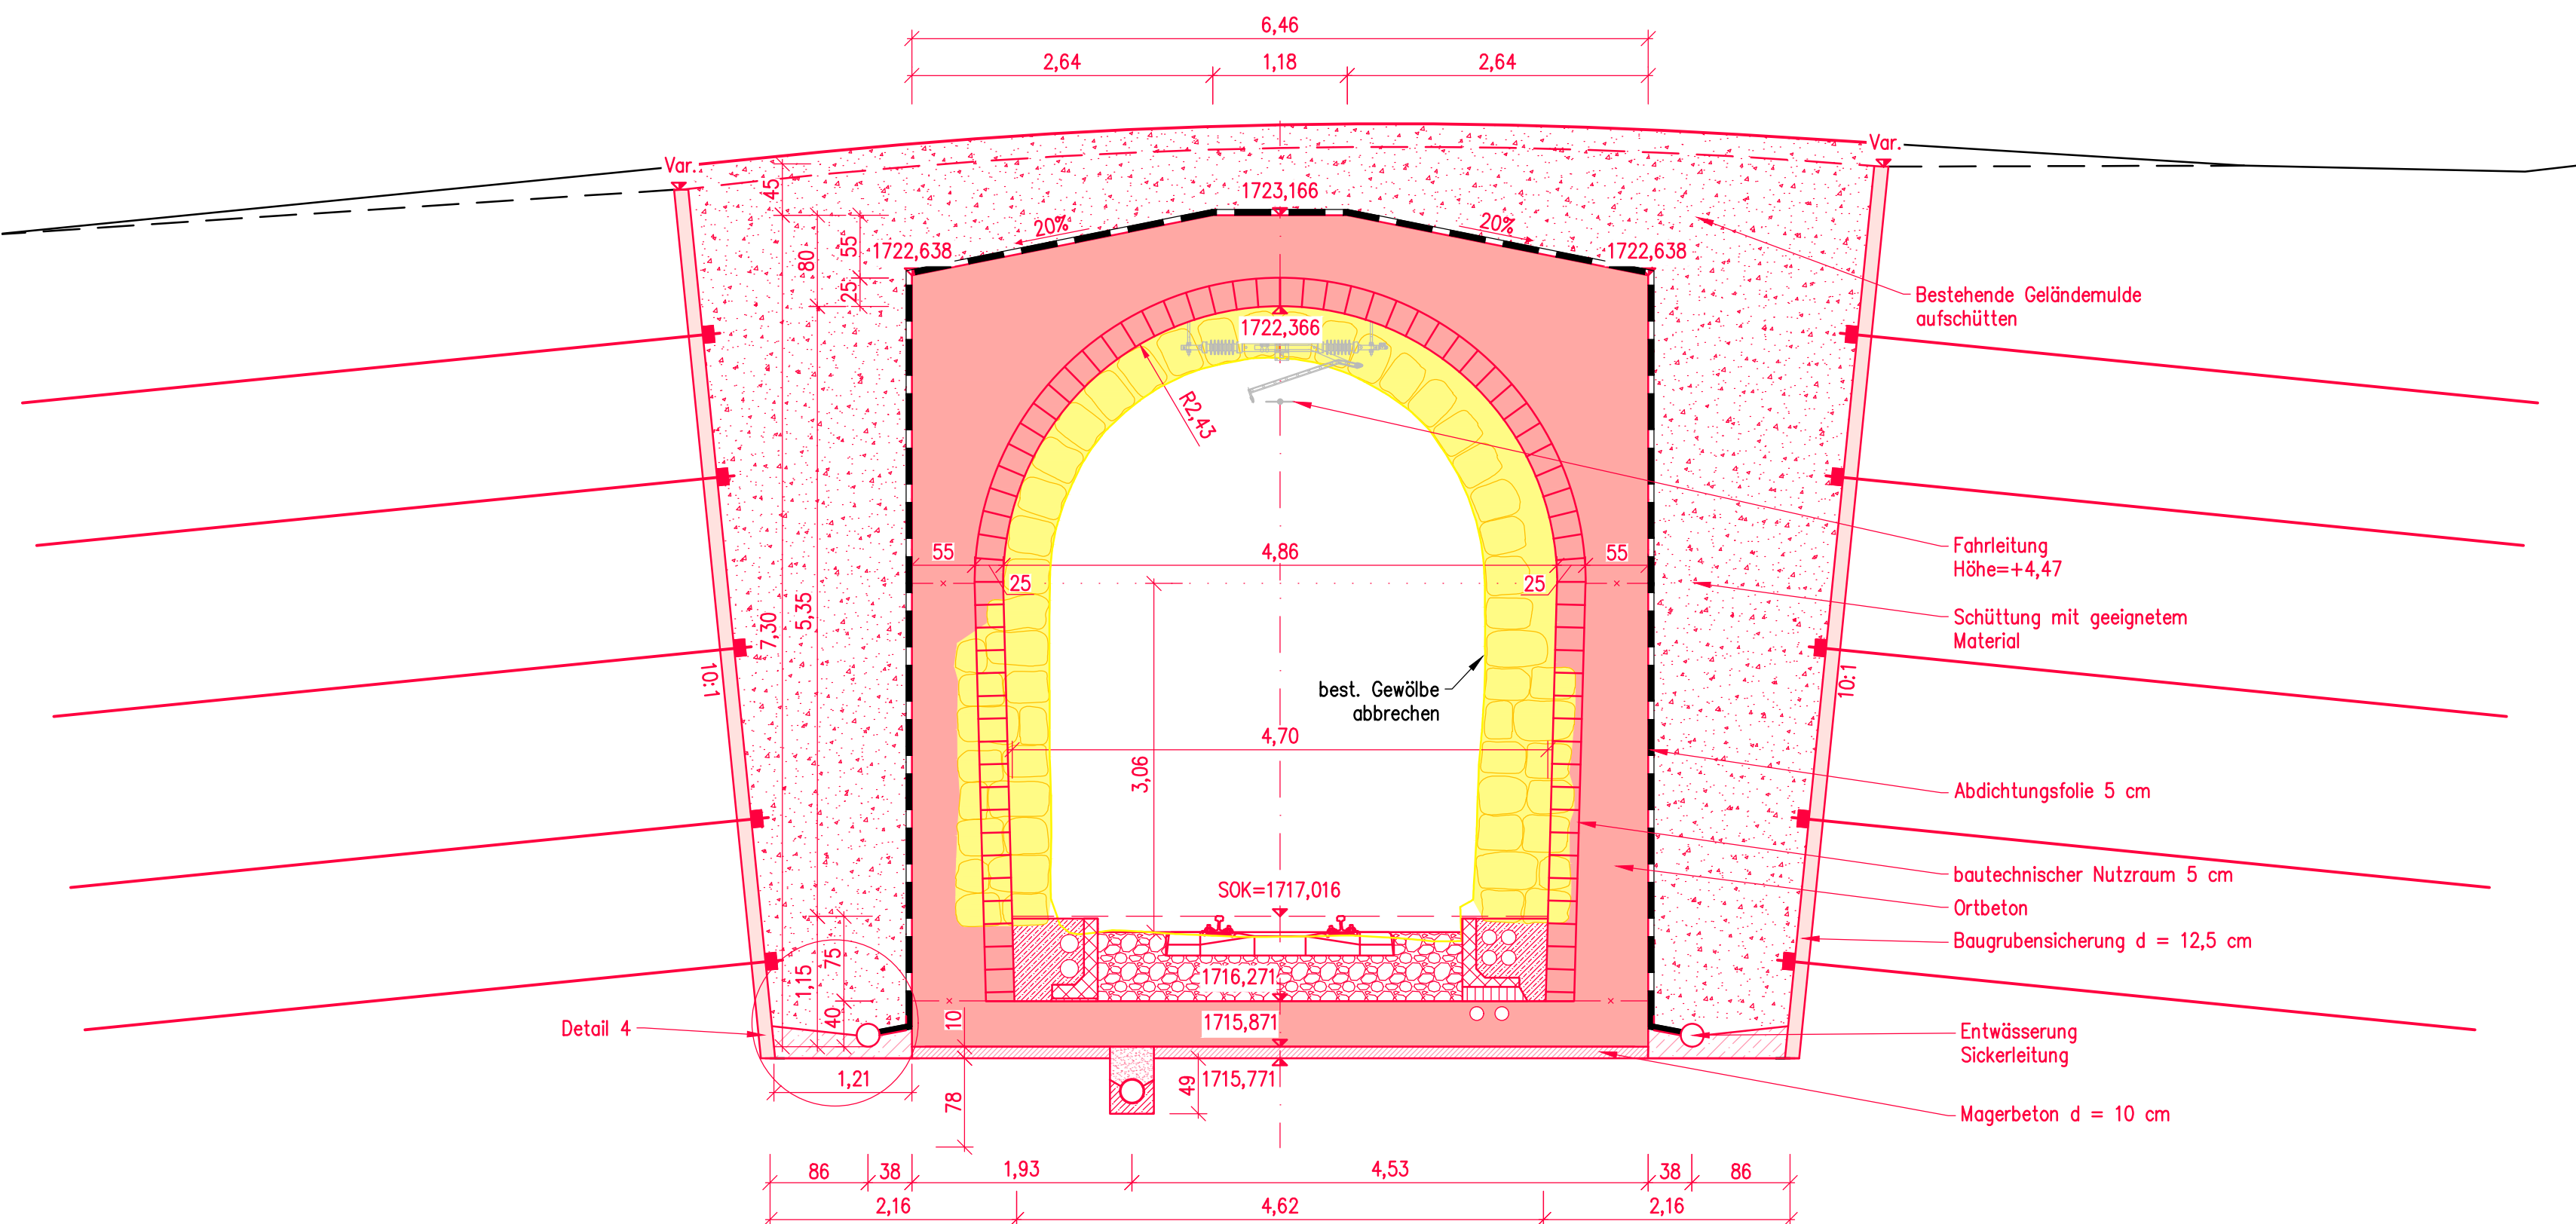 6,46
2,64 1,18 2,64
Var.
Var.
45
1723,166
20%
20%
1722,638
1722,638
55
80
25
1722,366
Bestehende Geländemulde
aufschütten
R2,43
55
4,86
55
25
25
Fahrleitung
Höhe=+4,47
7,30
5,35
Schüttung mit geeignetem
Material
10:1
10:1
best. Gewölbe
abbrechen
4,70
3,06
Abdichtungsfolie 5 cm
bautechnischer Nutzraum 5 cm
SOK=1717,016
Ortbeton
Baugrubensicherung d = 12,5 cm
75
1,15
1716,271
40
10
1715,871
Detail 4
Entwässerung
Sickerleitung
1,21
78
49
1715,771
Magerbeton d = 10 cm
86 38 1,93 4,53 38 86
2,16 4,62 2,16